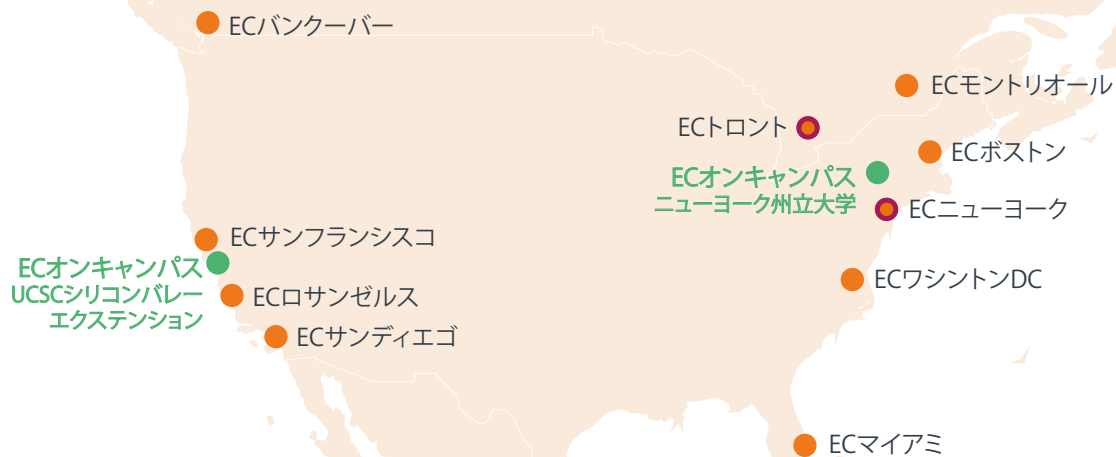 ECバンクーバー
ECモントリオール
ECトロント
ECボストン
ECオンキャンパス
ニューヨーク州立大学
ECニューヨーク
ECサンフランシスコ
ECオンキャンパス
UCSCシリコンバレー
エクステンション
ECワシントンDC
ECロサンゼルス
ECサンディエゴ
ECマイアミ